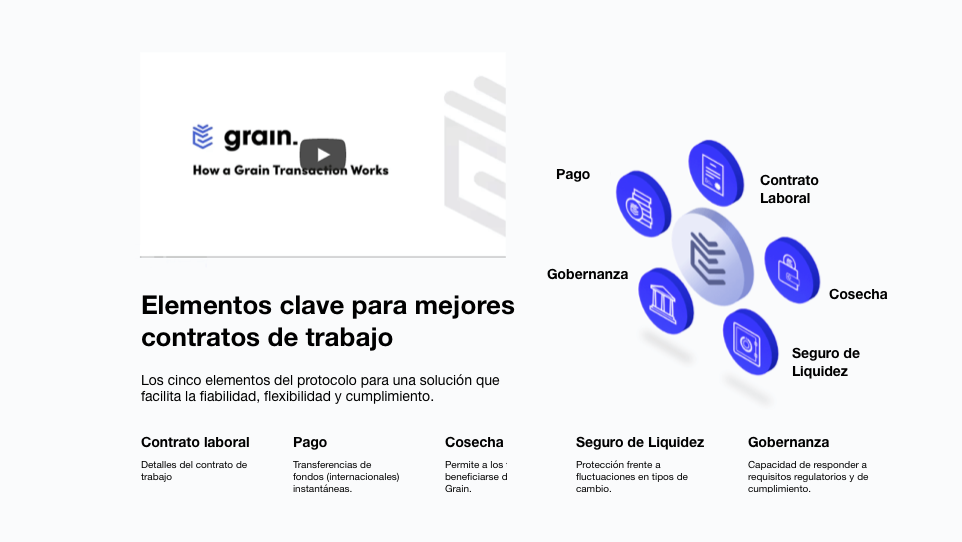 grain.
How a Grain Transaction Works
Elementos clave para mejores
contratos de trabajo
Los cinco elementos del protocolo para una solución que
facilita la fiabilidad, flexibilidad y cumplimiento.
Pago
Contrato
Laboral
Gobernanza
Cosecha
Seguro de
Liquidez
Contrato laboral
Detalles del contrato de
trabajo
Pago
Transferencias de
fondos (internacionales)
instantáneas.
Cosecha
Permite a los
beneficiarse d
Grain.
Seguro de Liquidez
Protección frente a
fluctuaciones en tipos de
cambio.
Gobernanza
Capacidad de responder a
requisitos regulatorios y de
cumplimiento.